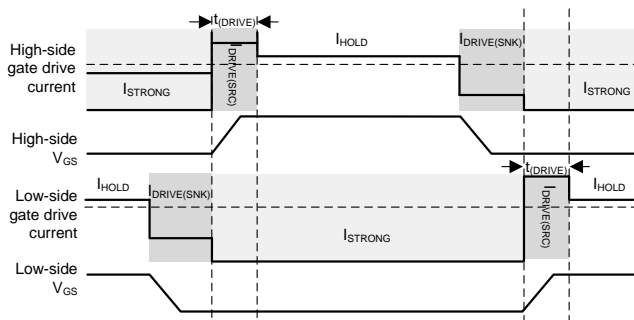 t(DRIVE)
High-side
gate drive
current
IDRIVE(SRC)
IHOLD
IDRIVE(SNK)
ISTRONG
ISTRONG
High-side
VGS
t(DRIVE)
IHOLD
IDRIVE(SNK)
IDRIVE(SRC)
IHOLD
Low-side
gate drive
current
ISTRONG
Low-side
VGS